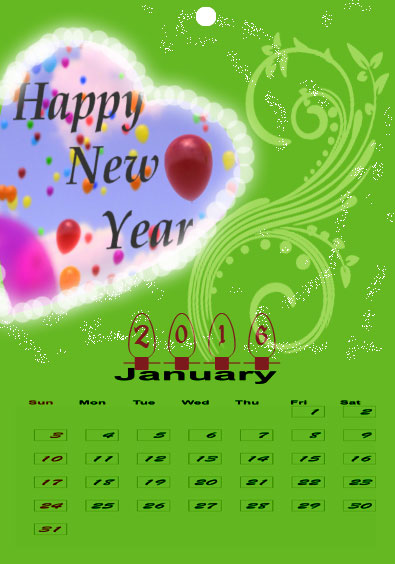 Happy
New
Year
2016
January
Sun Mon Tue Wed Thu Fri Sat
1 2
3 4 5 6 7 8 9
10 11 12 13 14 15 16
17 18 19 20 21 22 23
24 25 26 27 28 29 30
31